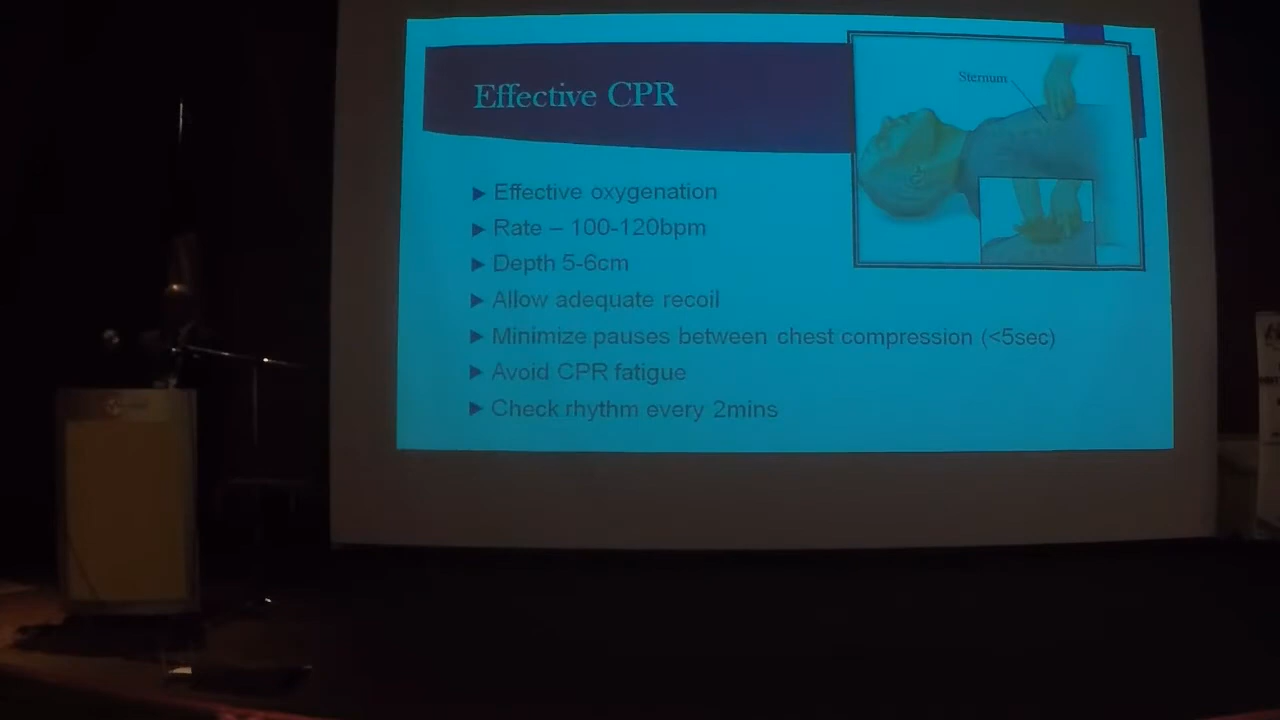 Effective CPR
Sternum
▶ Effective oxygenation
▶ Rate – 100-120bpm
▶ Depth 5-6cm
▶ Allow adequate recoil
▶ Minimize pauses between chest compression (<5sec)
▶ Avoid CPR fatigue
▶ Check rhythm every 2mins